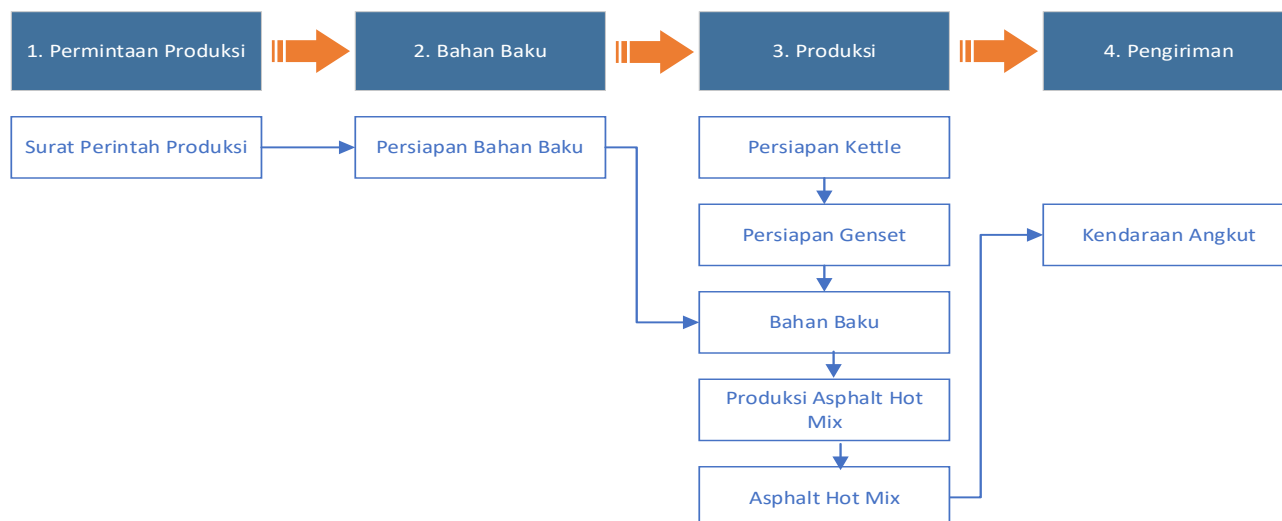 1. Permintaan Produksi
2. Bahan Baku
3. Produksi
4. Pengiriman
Surat Perintah Produksi
Persiapan Bahan Baku
Persiapan Kettle
Persiapan Genset
Kendaraan Angkut
Bahan Baku
Produksi Asphalt Hot
Mix
Asphalt Hot Mix